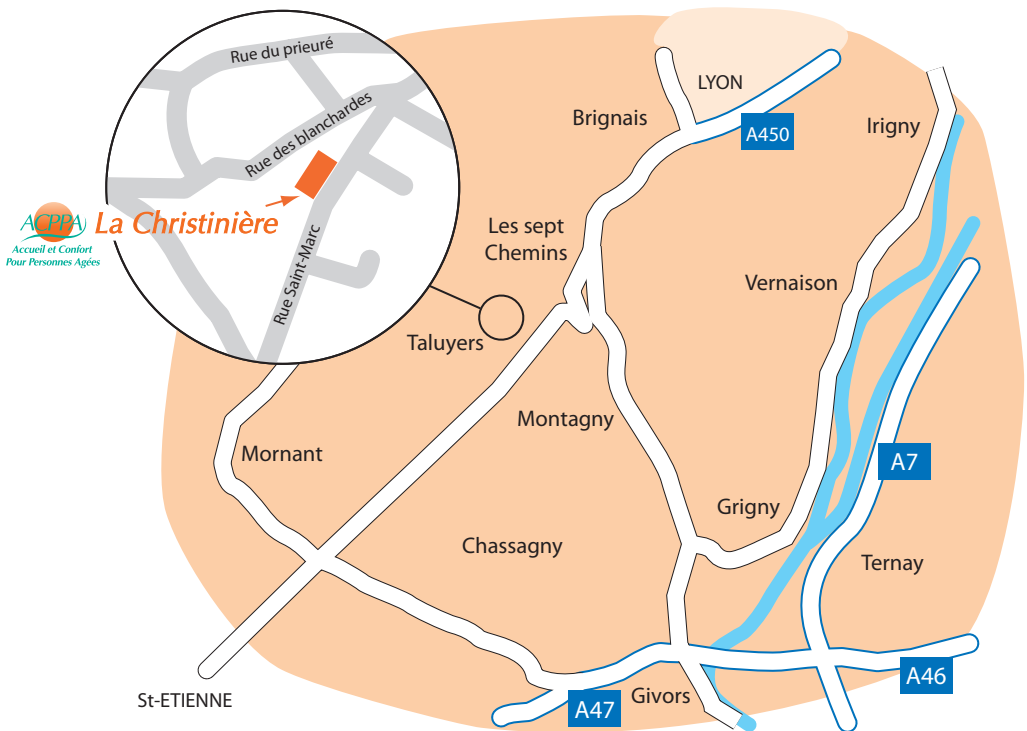 Rue du prieuré
Rue des blanchardes
ACPPA
La Christinière
Accueil et Confort
Pour Personnes Agées
Rue Saint-Marc
LYON
Brignais
A450
Irigny
Les sept
Chemins
Vernaison
Taluyers
Montagny
Mornant
A7
Grigny
Chassagny
Ternay
St-ETIENNE
A47
Givors
A46